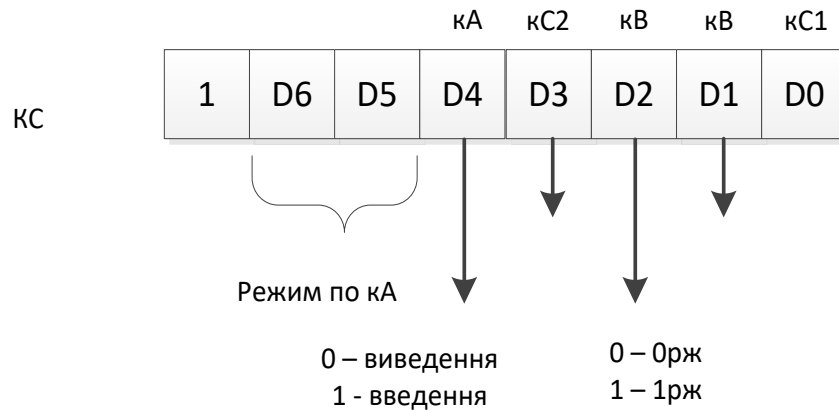 кА кС2 кВ кВ кС1
КС 1 D6 D5 D4 D3 D2 D1 D0
Режим по кА
0 – виведення 0 – 0рж
1 - введення 1 – 1рж